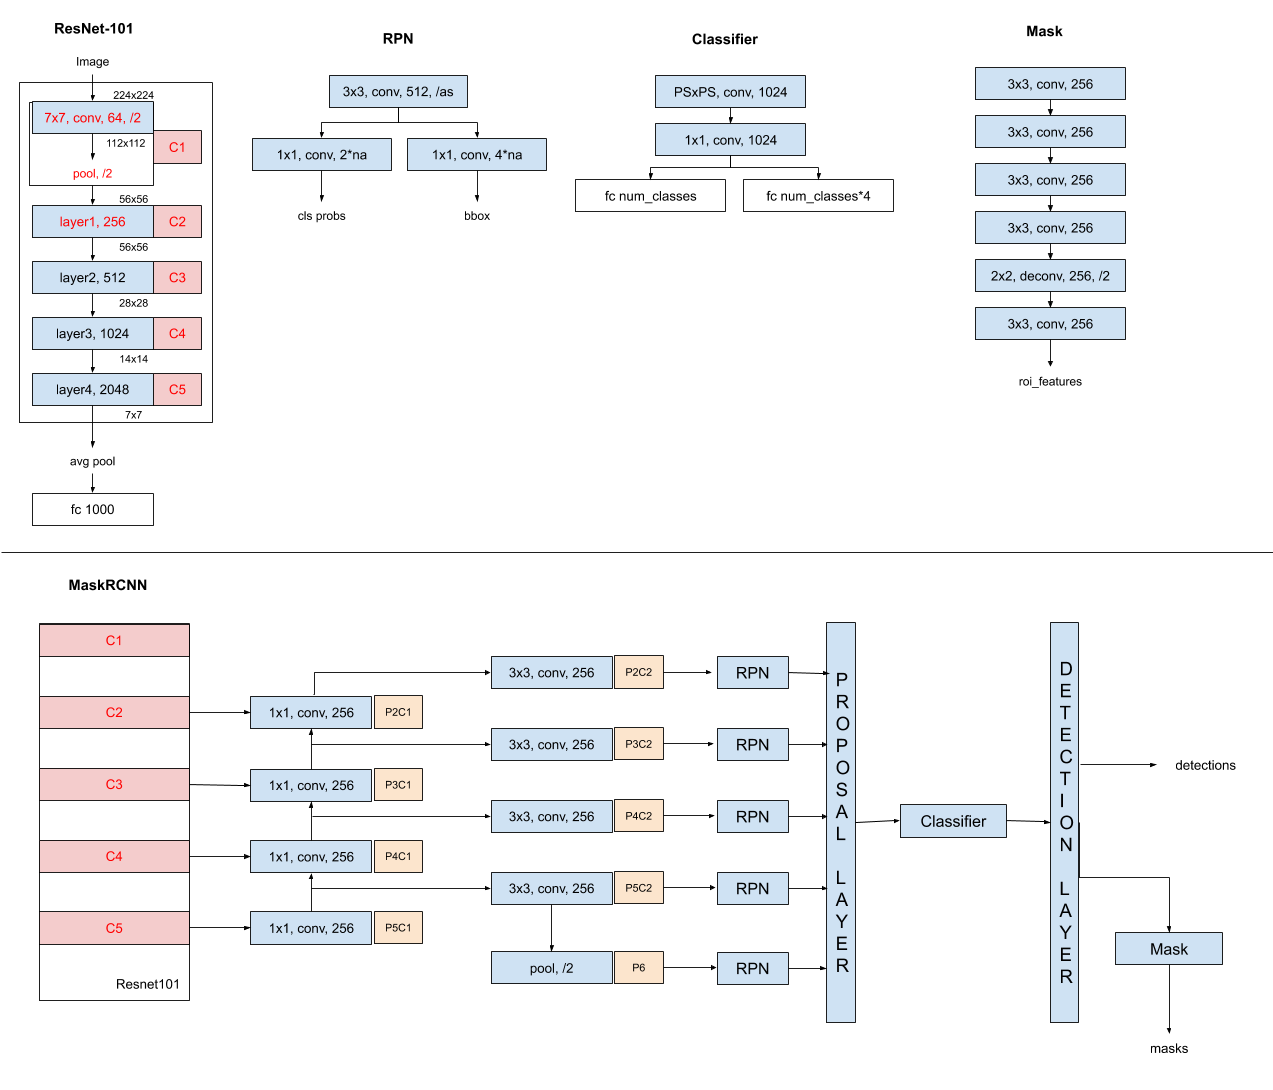 ResNet-101
Image
224x224
7x7, conv, 64, /2
112x112
C1
pool, /2
56x56
layer1, 256
C2
56x56
layer2, 512
C3
28x28
layer3, 1024
C4
14x14
layer4, 2048
C5
7x7
avg pool
fc 1000
RPN
3x3, conv, 512, /as
1x1, conv, 2*na
1x1, conv, 4*na
cls probs
bbox
Classifier
PSxPS, conv, 1024
1x1, conv, 1024
fc num_classes
fc num_classes*4
Mask
3x3, conv, 256
3x3, conv, 256
3x3, conv, 256
3x3, conv, 256
2x2, deconv, 256, /2
3x3, conv, 256
roi_features
MaskRCNN
C1
C2
C3
C4
C5
Resnet101
1x1, conv, 256
P2C1
1x1, conv, 256
P3C1
1x1, conv, 256
P4C1
1x1, conv, 256
P5C1
3x3, conv, 256
P2C2
RPN
3x3, conv, 256
P3C2
RPN
3x3, conv, 256
P4C2
RPN
3x3, conv, 256
P5C2
RPN
pool, /2
P6
RPN
PROPOSAL LAYER
Classifier
DETECTION LAYER
detections
Mask
masks